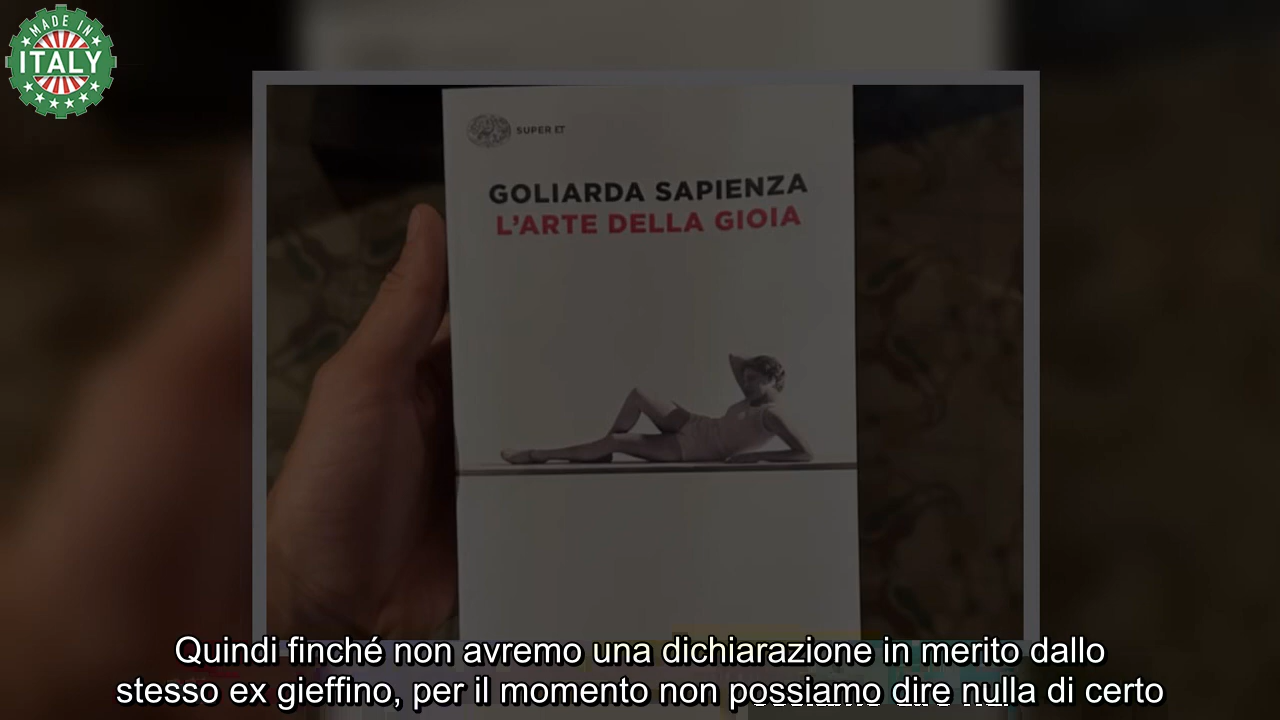 MADE IN
ITALY
SUPER ET
GOLIARDA SAPIENZA
L'ARTE DELLA GIOIA
Quindi finché non avremo una dichiarazione in merito dallo
stesso ex gieffino, per il momento non possiamo dire nulla di certo